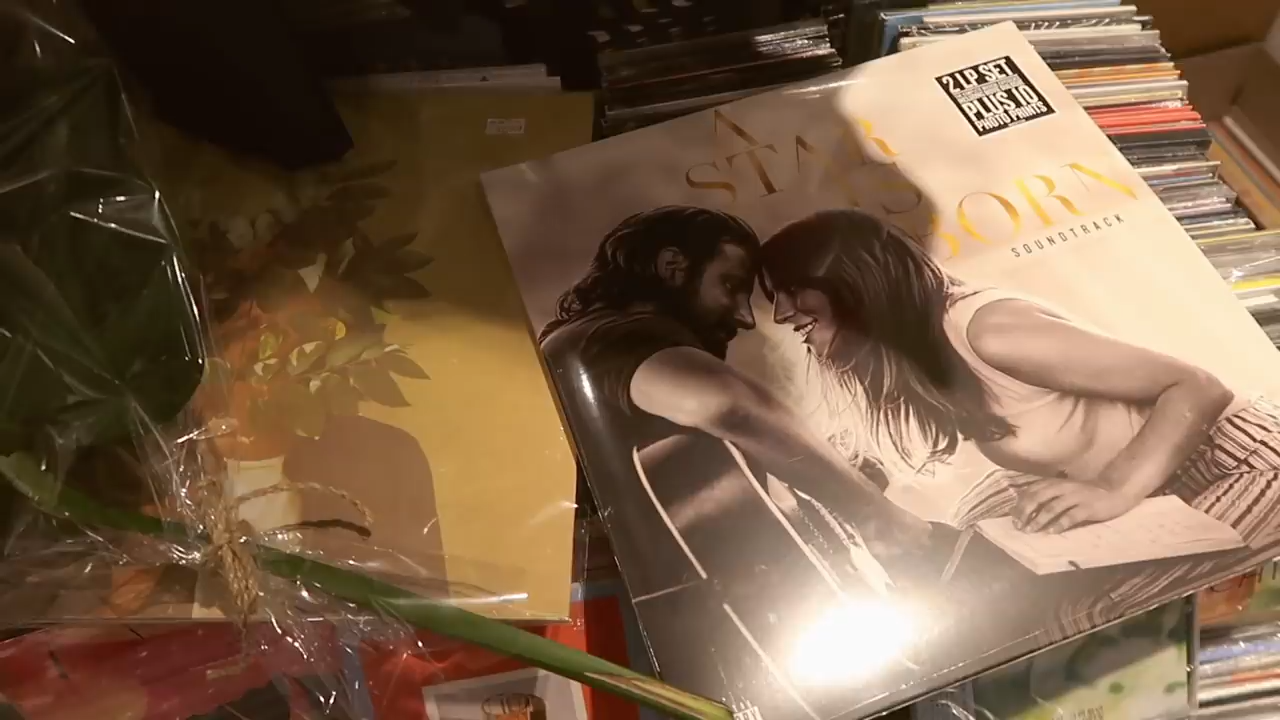 2 LP SET
PLUS 10
PHOTO PRINTS
A
STAR
IS
BORN
SOUNDTRACK